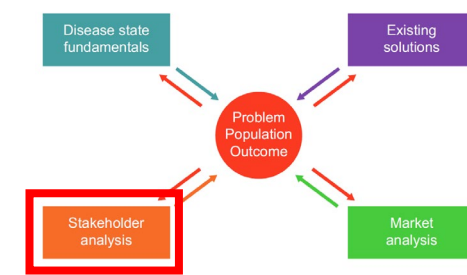 Disease state
fundamentals
Existing
solutions
Problem
Population
Outcome
Stakeholder
analysis
Market
analysis